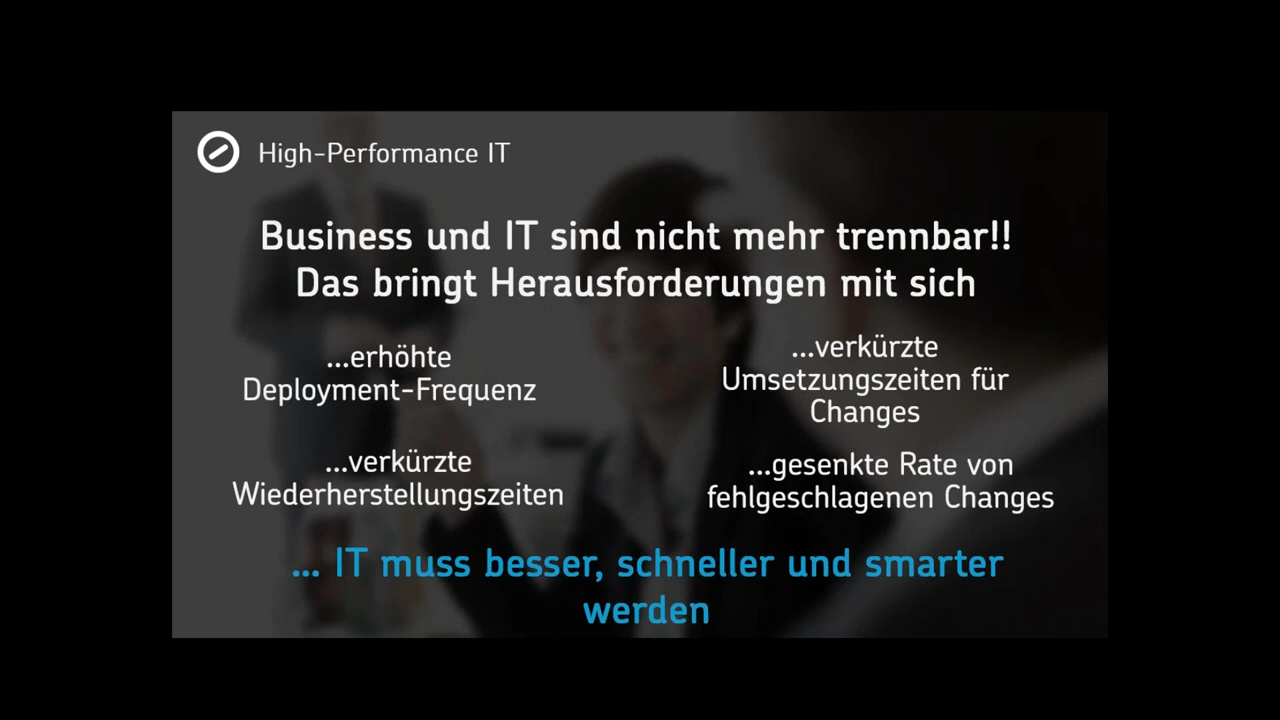 High-Performance IT
Business und IT sind nicht mehr trennbar!!
Das bringt Herausforderungen mit sich
...erhöhte
Deployment-Frequenz
...verkürzte
Umsetzungszeiten für
Changes
...verkürzte
Wiederherstellungszeiten
...gesenkte Rate von
fehlgeschlagenen Changes
... IT muss besser, schneller und smarter
werden